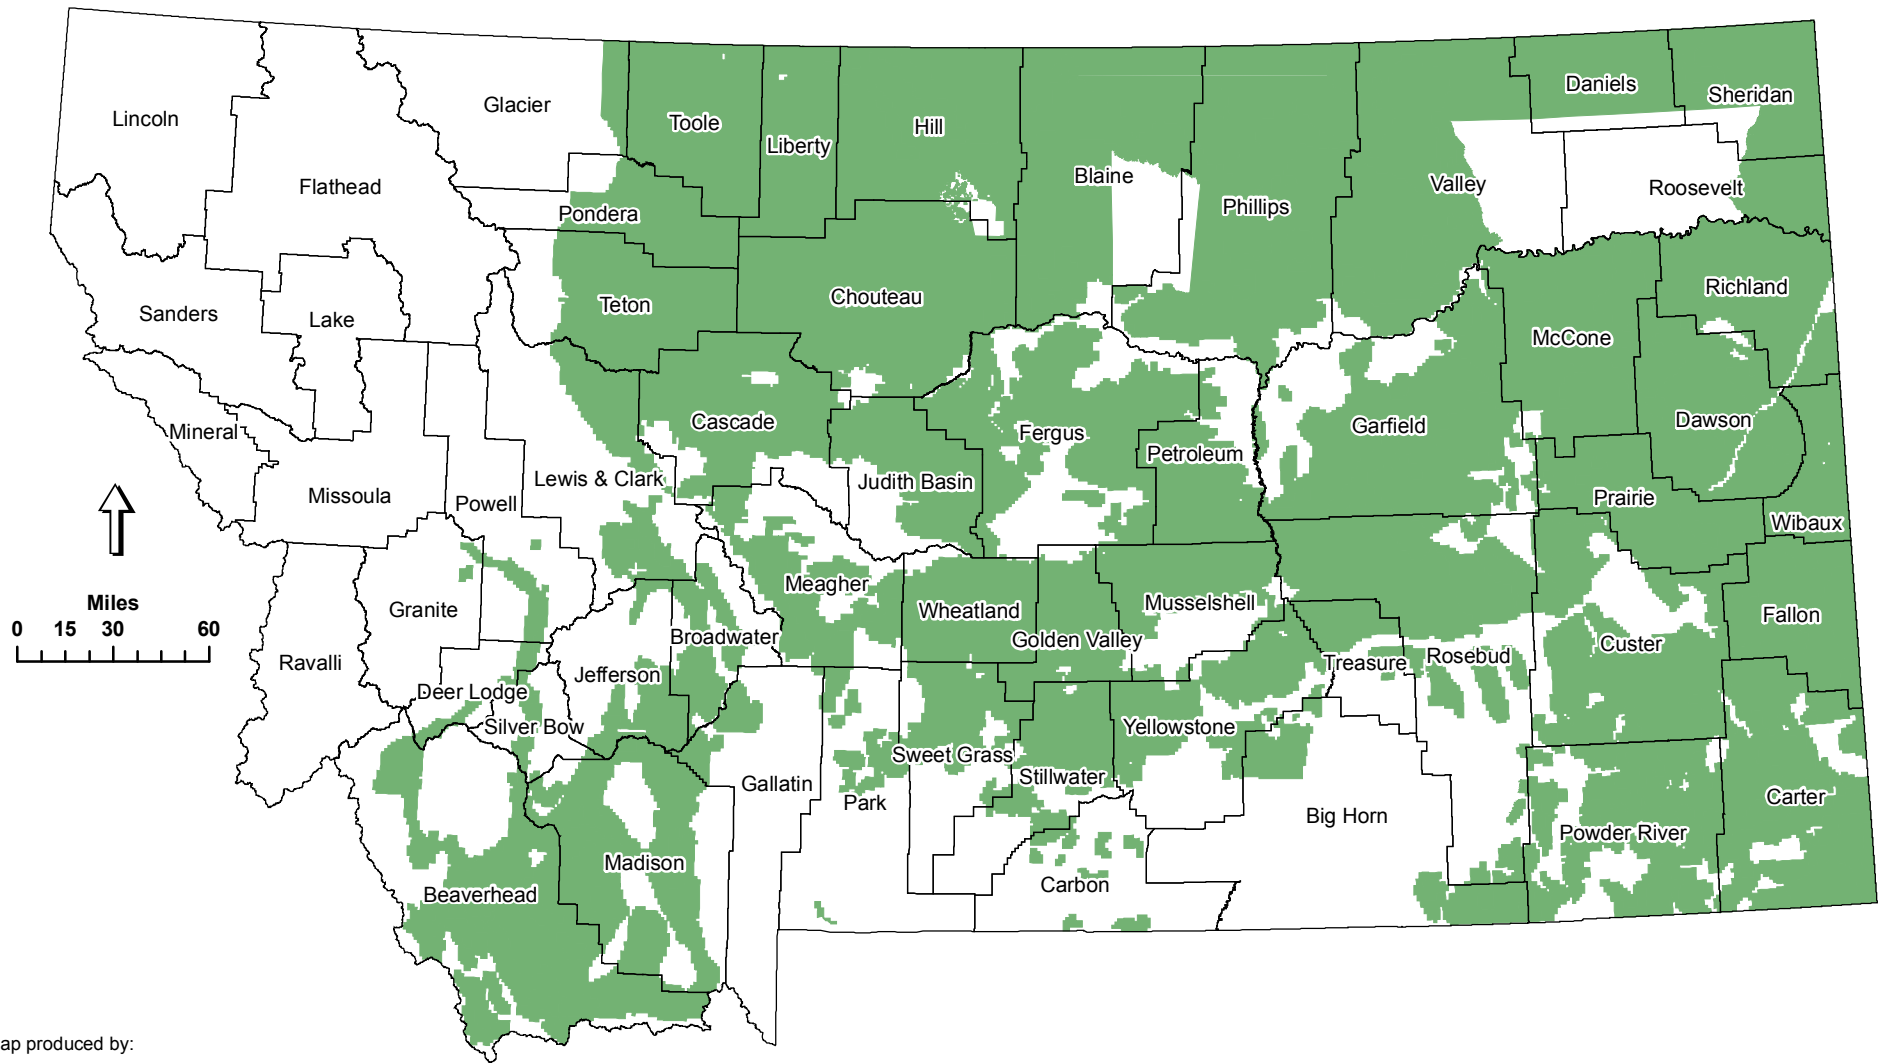 Daniels
Sheridan
Glacier
Lincoln
Toole
Hill
Liberty
Blaine
Valley
Flathead
Roosevelt
Phillips
Pondera
Richland
Chouteau
Teton
Sanders
Lake
McCone
Dawson
Cascade
Garfield
Mineral
Fergus
Petroleum
Lewis & Clark
Judith Basin
Missoula
Prairie
Powell
Wibaux
Meagher
Miles
Musselshell
Granite
Wheatland
Fallon
0 15 30 60
Broadwater
Golden Valley
Custer
Rosebud
Ravalli
Treasure
Jefferson
Deer Lodge
Silver Bow
Yellowstone
Sweet Grass
Stillwater
Gallatin
Carter
Park
Big Horn
Powder River
Madison
Carbon
Beaverhead
ap produced by: